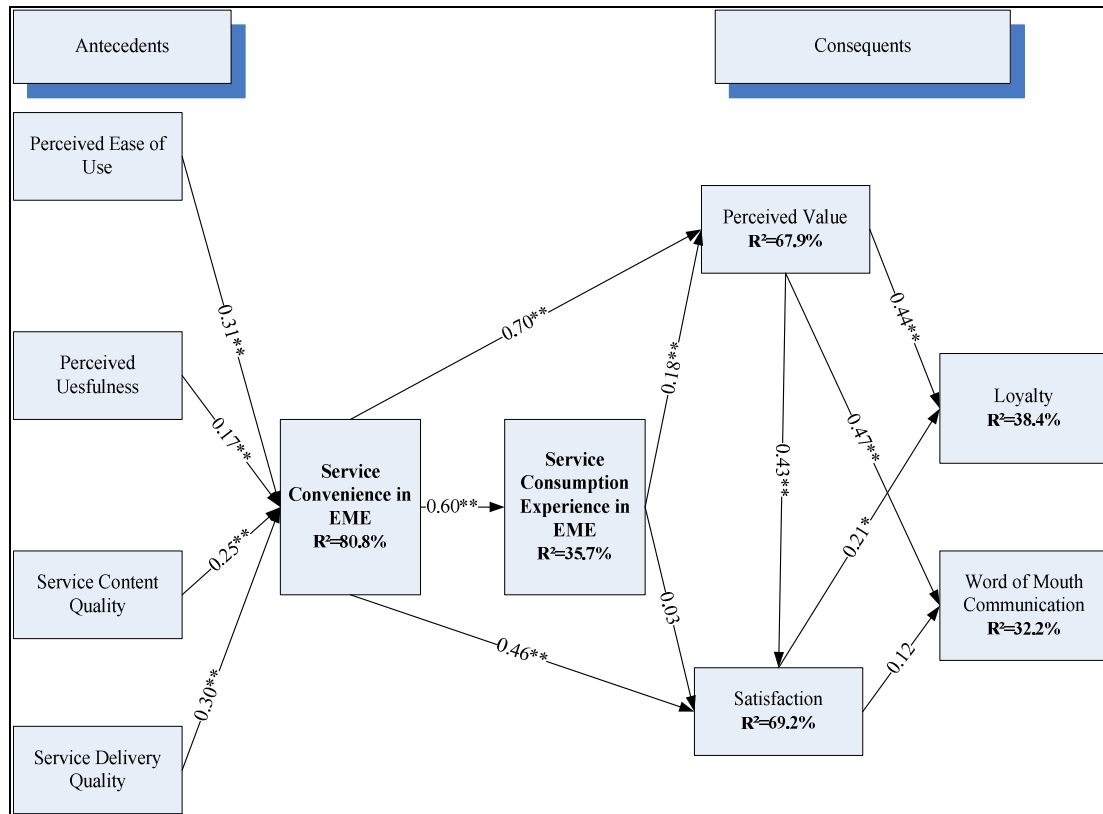 Antecedents
Consequents
Perceived Ease of
Use
0.31**
Perceived
Uesfulness
0.17**
Service Content
Quality
0.25**
Service Delivery
Quality
0.30**
Service
Convenience in
EME
R²=80.8%
0.60**
Service
Consumption
Experience in
EME
R²=35.7%
0.70**
0.46**
0.18**
0.03
Perceived Value
R²=67.9%
0.43**
0.44**
0.47**
Satisfaction
R²=69.2%
0.21*
0.12
Loyalty
R²=38.4%
Word of Mouth
Communication
R²=32.2%